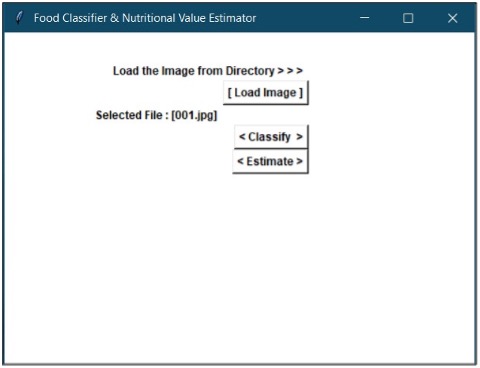 Food Classifier & Nutritional Value Estimator
Load the Image from Directory > > >
[ Load Image ]
Selected File : [001.jpg]
< Classify >
< Estimate >